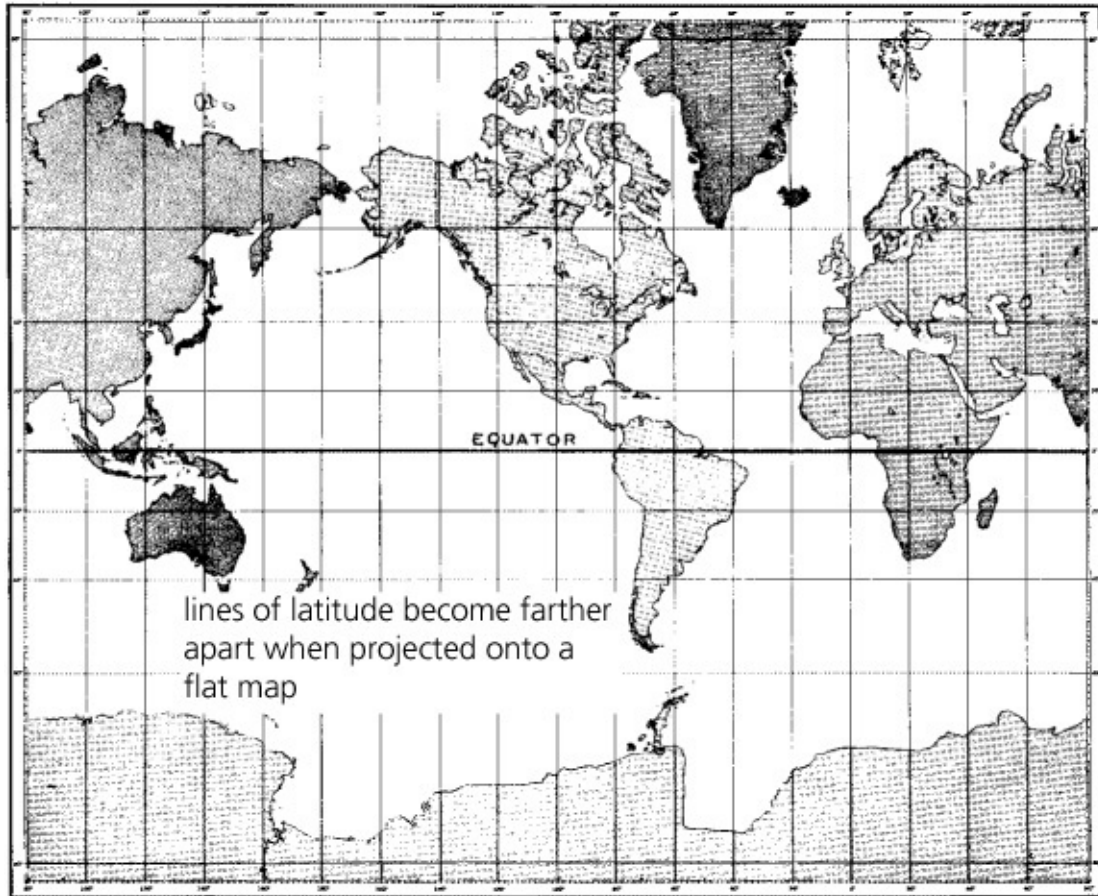 EQUATOR
lines of latitude become farther
apart when projected onto a
flat map